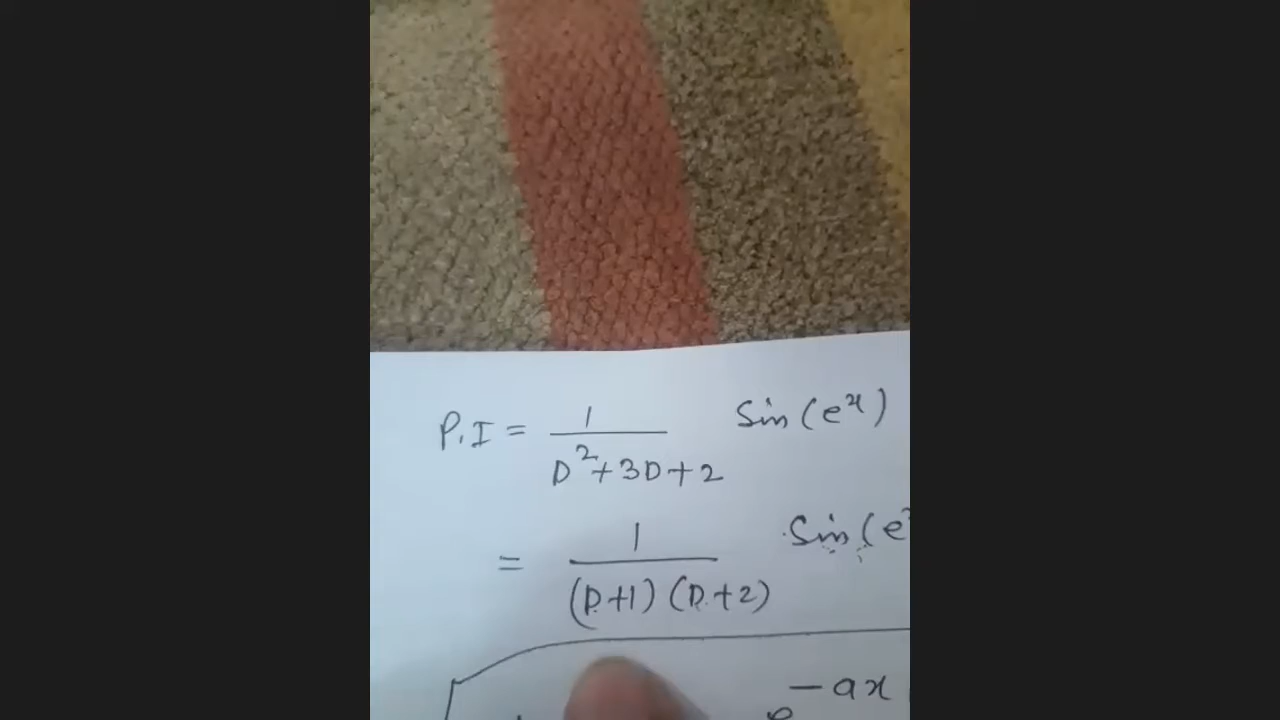 P.I = 1 / D²+3D+2 Sin(eˣ)
= 1 / (D+1)(D+2) Sin(e
e^-ax